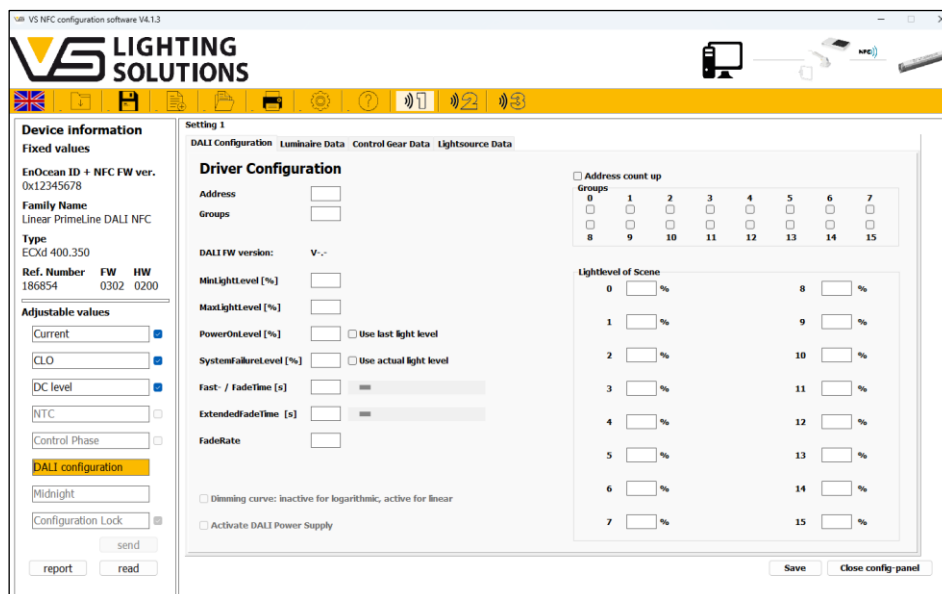 VS NFC configuration software V4.1.3
VS LIGHTING
SOLUTIONS
NFC
1 2 3
Device information
Fixed values
EnOcean ID + NFC FW ver.
0x12345678
Family Name
Linear PrimeLine DALI NFC
Type
ECXd 400.350
Ref. Number FW HW
186854 0302 0200
Adjustable values
Current
CLO
DC level
NTC
Control Phase
DALI configuration
Midnight
Configuration Lock
send
report read
Setting 1
DALI Configuration Luminaire Data Control Gear Data Lightsource Data
Driver Configuration
Address
Groups
DALI FW version: V-.-
MinLightLevel [%]
MaxLightLevel [%]
PowerOnLevel [%] Use last light level
SystemFailureLevel [%] Use actual light level
Fast- / FadeTime [s]
ExtendedFadeTime [s]
FadeRate
Dimming curve: inactive for logarithmic, active for linear
Activate DALI Power Supply
Address count up
Groups
0 1 2 3 4 5 6 7
8 9 10 11 12 13 14 15
Lightlevel of Scene
0 % 8 %
1 % 9 %
2 % 10 %
3 % 11 %
4 % 12 %
5 % 13 %
6 % 14 %
7 % 15 %
Save Close config-panel